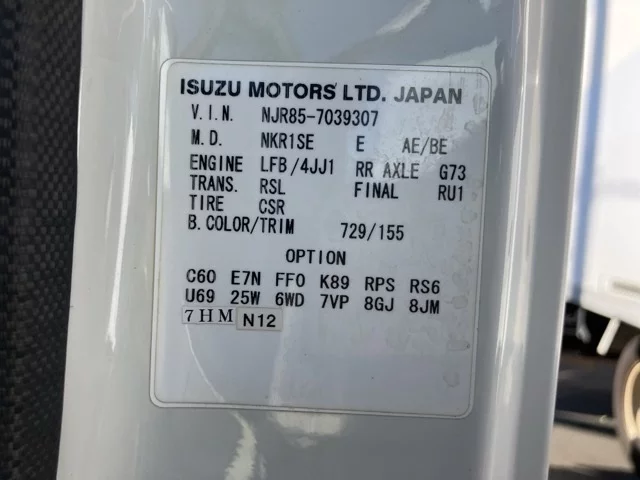 ISUZU MOTORS LTD. JAPAN
V.I.N. NJR85-7039307
M.D. NKR1SE E AE/BE
ENGINE LFB/4JJ1 RR AXLE G73
TRANS. RSL FINAL RU1
TIRE CSR
B.COLOR/TRIM 729/155
OPTION
C60 E7N FF0 K89 RPS RS6
U69 25W 6WD 7VP 8GJ 8JM
7HM N12